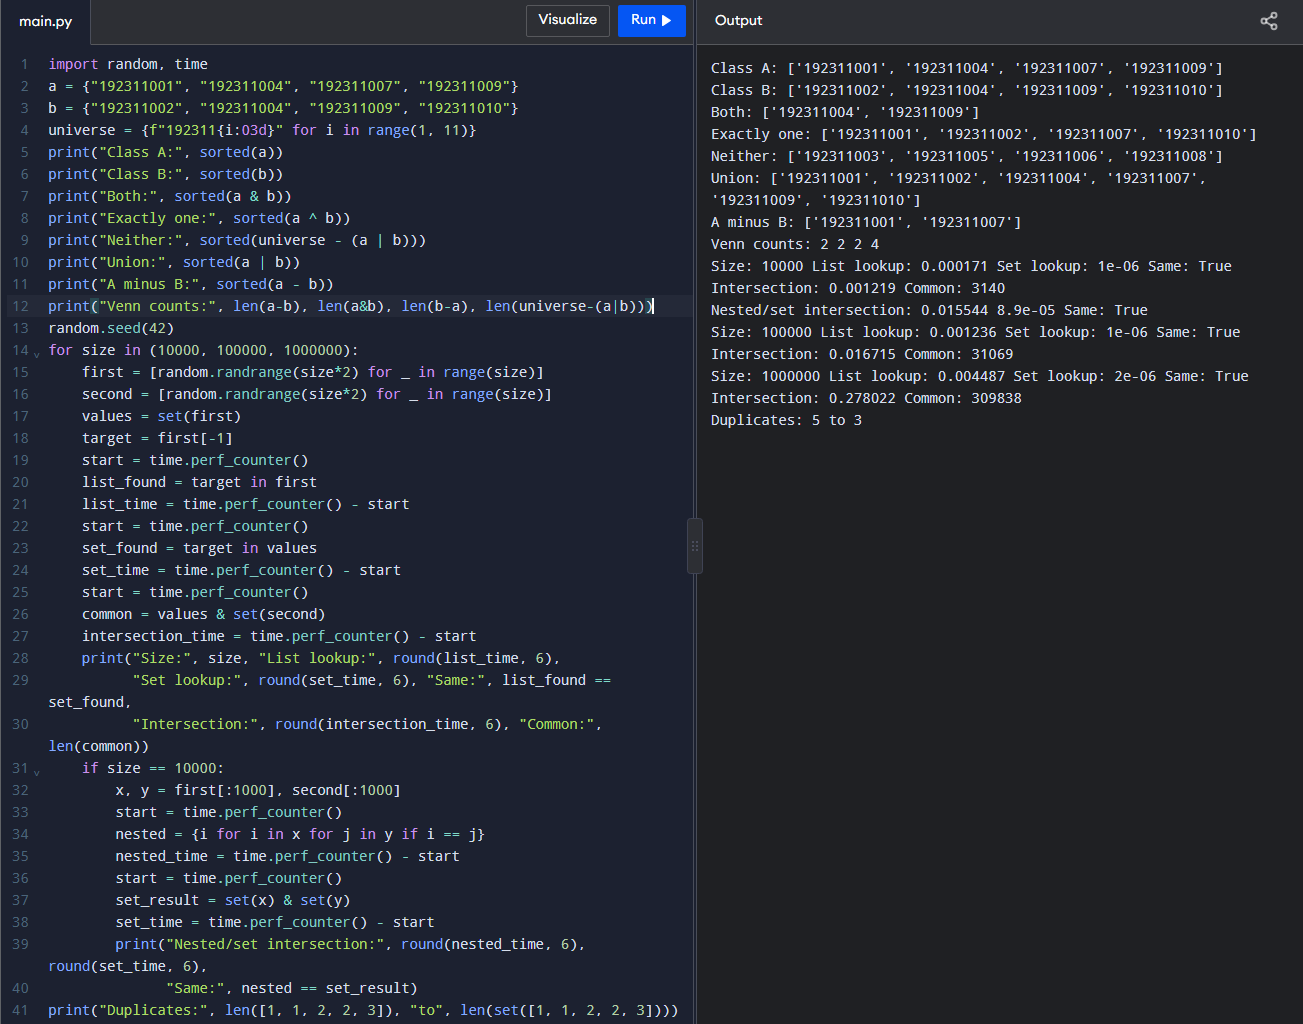 main.py
Visualize
Run
Output
1 import random, time
2 a = {"192311001", "192311004", "192311007", "192311009"}
3 b = {"192311002", "192311004", "192311009", "192311010"}
4 universe = {f"192311{i:03d}" for i in range(1, 11)}
5 print("Class A:", sorted(a))
6 print("Class B:", sorted(b))
7 print("Both:", sorted(a & b))
8 print("Exactly one:", sorted(a ^ b))
9 print("Neither:", sorted(universe - (a | b)))
10 print("Union:", sorted(a | b))
11 print("A minus B:", sorted(a - b))
12 print("Venn counts:", len(a-b), len(a&b), len(b-a), len(universe-(a|b)))
13 random.seed(42)
14 for size in (10000, 100000, 1000000):
15     first = [random.randrange(size*2) for _ in range(size)]
16     second = [random.randrange(size*2) for _ in range(size)]
17     values = set(first)
18     target = first[-1]
19     start = time.perf_counter()
20     list_found = target in first
21     list_time = time.perf_counter() - start
22     start = time.perf_counter()
23     set_found = target in values
24     set_time = time.perf_counter() - start
25     start = time.perf_counter()
26     common = values & set(second)
27     intersection_time = time.perf_counter() - start
28     print("Size:", size, "List lookup:", round(list_time, 6),
29           "Set lookup:", round(set_time, 6), "Same:", list_found ==
set_found,
30           "Intersection:", round(intersection_time, 6), "Common:",
len(common))
31     if size == 10000:
32         x, y = first[:1000], second[:1000]
33         start = time.perf_counter()
34         nested = {i for i in x for j in y if i == j}
35         nested_time = time.perf_counter() - start
36         start = time.perf_counter()
37         set_result = set(x) & set(y)
38         set_time = time.perf_counter() - start
39         print("Nested/set intersection:", round(nested_time, 6),
round(set_time, 6),
40               "Same:", nested == set_result)
41 print("Duplicates:", len([1, 1, 2, 2, 3]), "to", len(set([1, 1, 2, 2, 3])))
Class A: ['192311001', '192311004', '192311007', '192311009']
Class B: ['192311002', '192311004', '192311009', '192311010']
Both: ['192311004', '192311009']
Exactly one: ['192311001', '192311002', '192311007', '192311010']
Neither: ['192311003', '192311005', '192311006', '192311008']
Union: ['192311001', '192311002', '192311004', '192311007',
'192311009', '192311010']
A minus B: ['192311001', '192311007']
Venn counts: 2 2 2 4
Size: 10000 List lookup: 0.000171 Set lookup: 1e-06 Same: True
Intersection: 0.001219 Common: 3140
Nested/set intersection: 0.015544 8.9e-05 Same: True
Size: 100000 List lookup: 0.001236 Set lookup: 1e-06 Same: True
Intersection: 0.016715 Common: 31069
Size: 1000000 List lookup: 0.004487 Set lookup: 2e-06 Same: True
Intersection: 0.278022 Common: 309838
Duplicates: 5 to 3